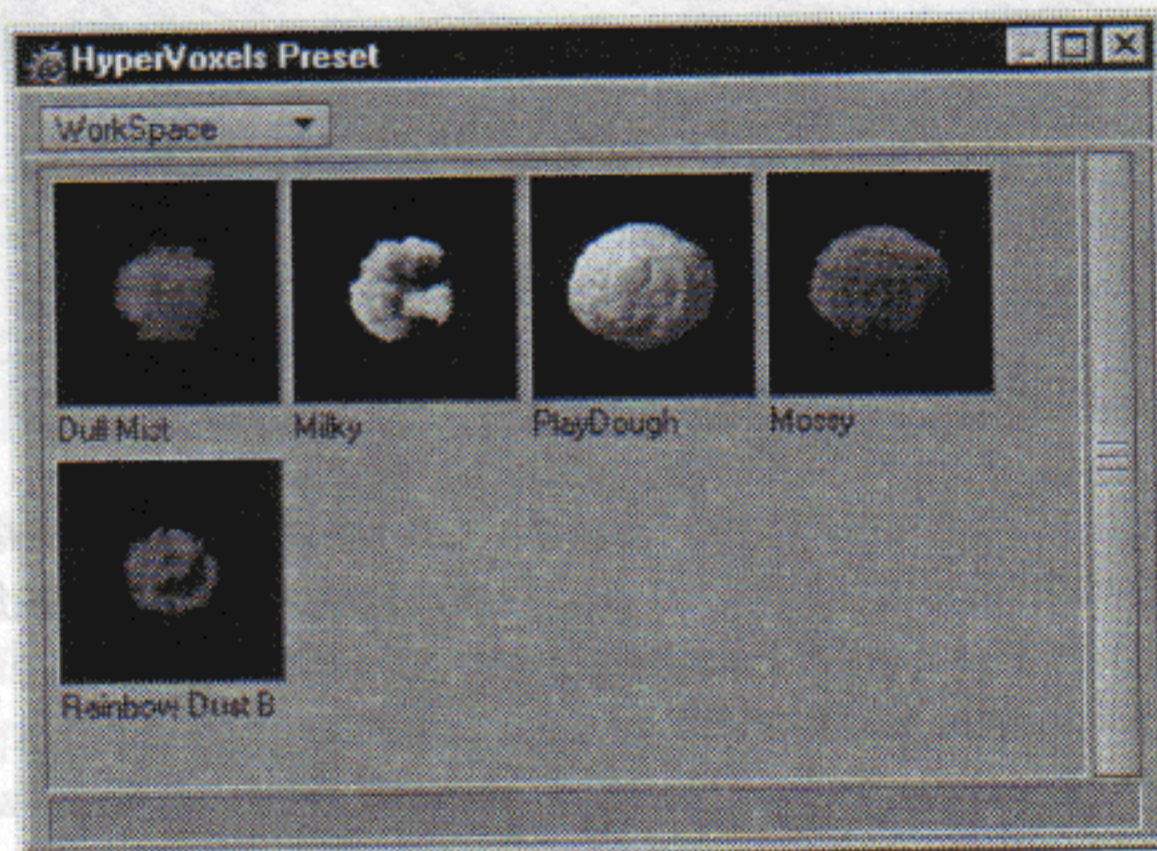 HyperVoxels Preset
WorkSpace
Dull Mist
Milky
PlayDough
Mossy
Rainbow Dust B